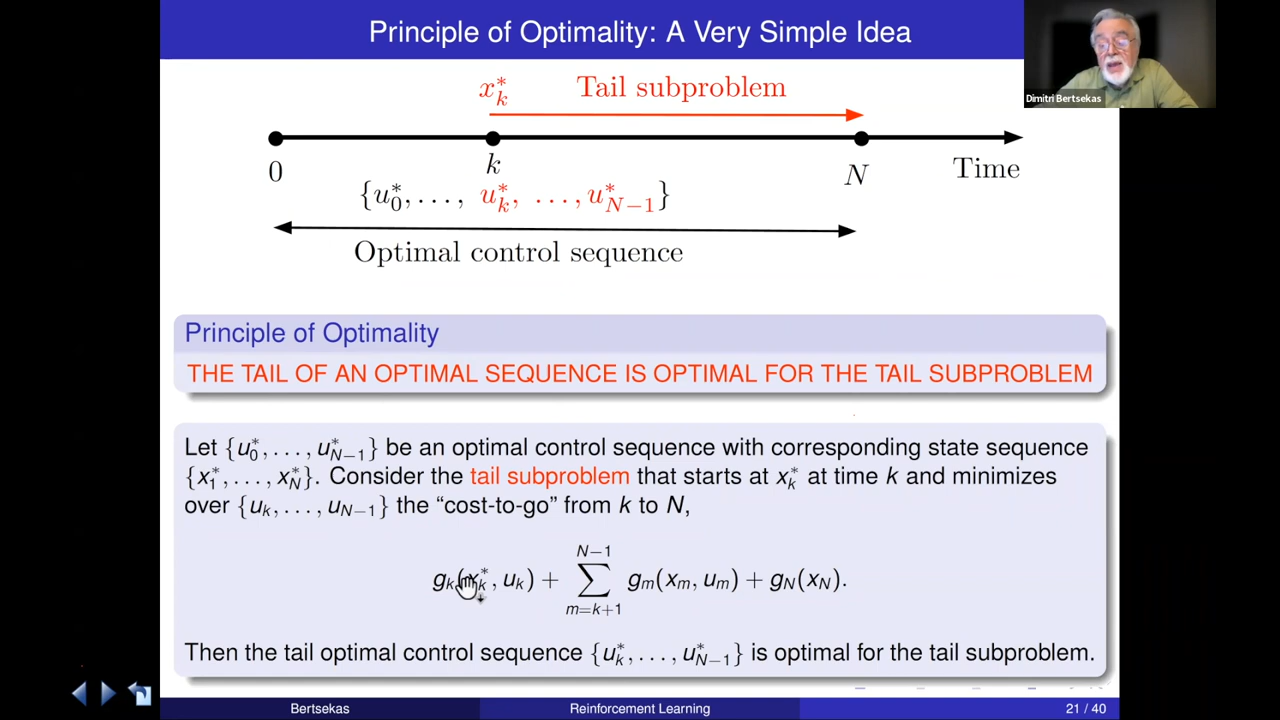 Principle of Optimality: A Very Simple Idea
Dimitri Bertsekas
x*_k Tail subproblem
0 k N Time
{u*_0, . . . , u*_k, . . . , u*_{N−1}}
Optimal control sequence
Principle of Optimality
THE TAIL OF AN OPTIMAL SEQUENCE IS OPTIMAL FOR THE TAIL SUBPROBLEM
Let {u*_0, . . . , u*_{N−1}} be an optimal control sequence with corresponding state sequence
{x*_1, . . . , x*_N}. Consider the tail subproblem that starts at x*_k at time k and minimizes
over {u_k, . . . , u_{N−1}} the “cost-to-go” from k to N,
g_k(x*_k, u_k) + ∑_{m=k+1}^{N−1} g_m(x_m, u_m) + g_N(x_N).
Then the tail optimal control sequence {u*_k, . . . , u*_{N−1}} is optimal for the tail subproblem.
Bertsekas Reinforcement Learning 21 / 40